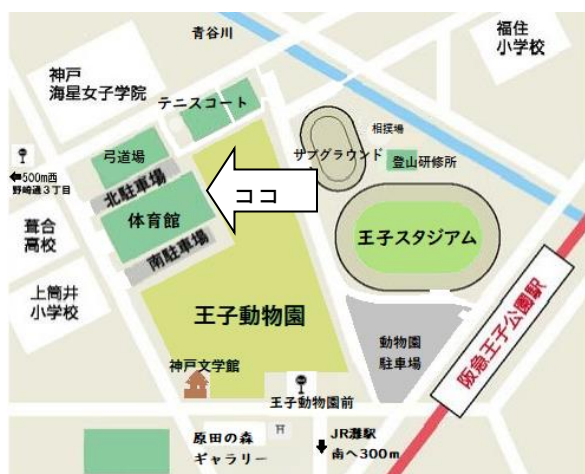 青谷川
福住
小学校
神戸
海星女子学院
テニスコート
相撲場
サブグラウンド
登山研修所
弓道場
←500m西
野崎通3丁目
北駐車場
ココ
体育館
葺合
高校
王子スタジアム
南駐車場
上筒井
小学校
王子動物園
阪急王子公園駅
動物園
駐車場
神戸文学館
王子動物園前
原田の森
ギャラリー
JR灘駅
南へ300m